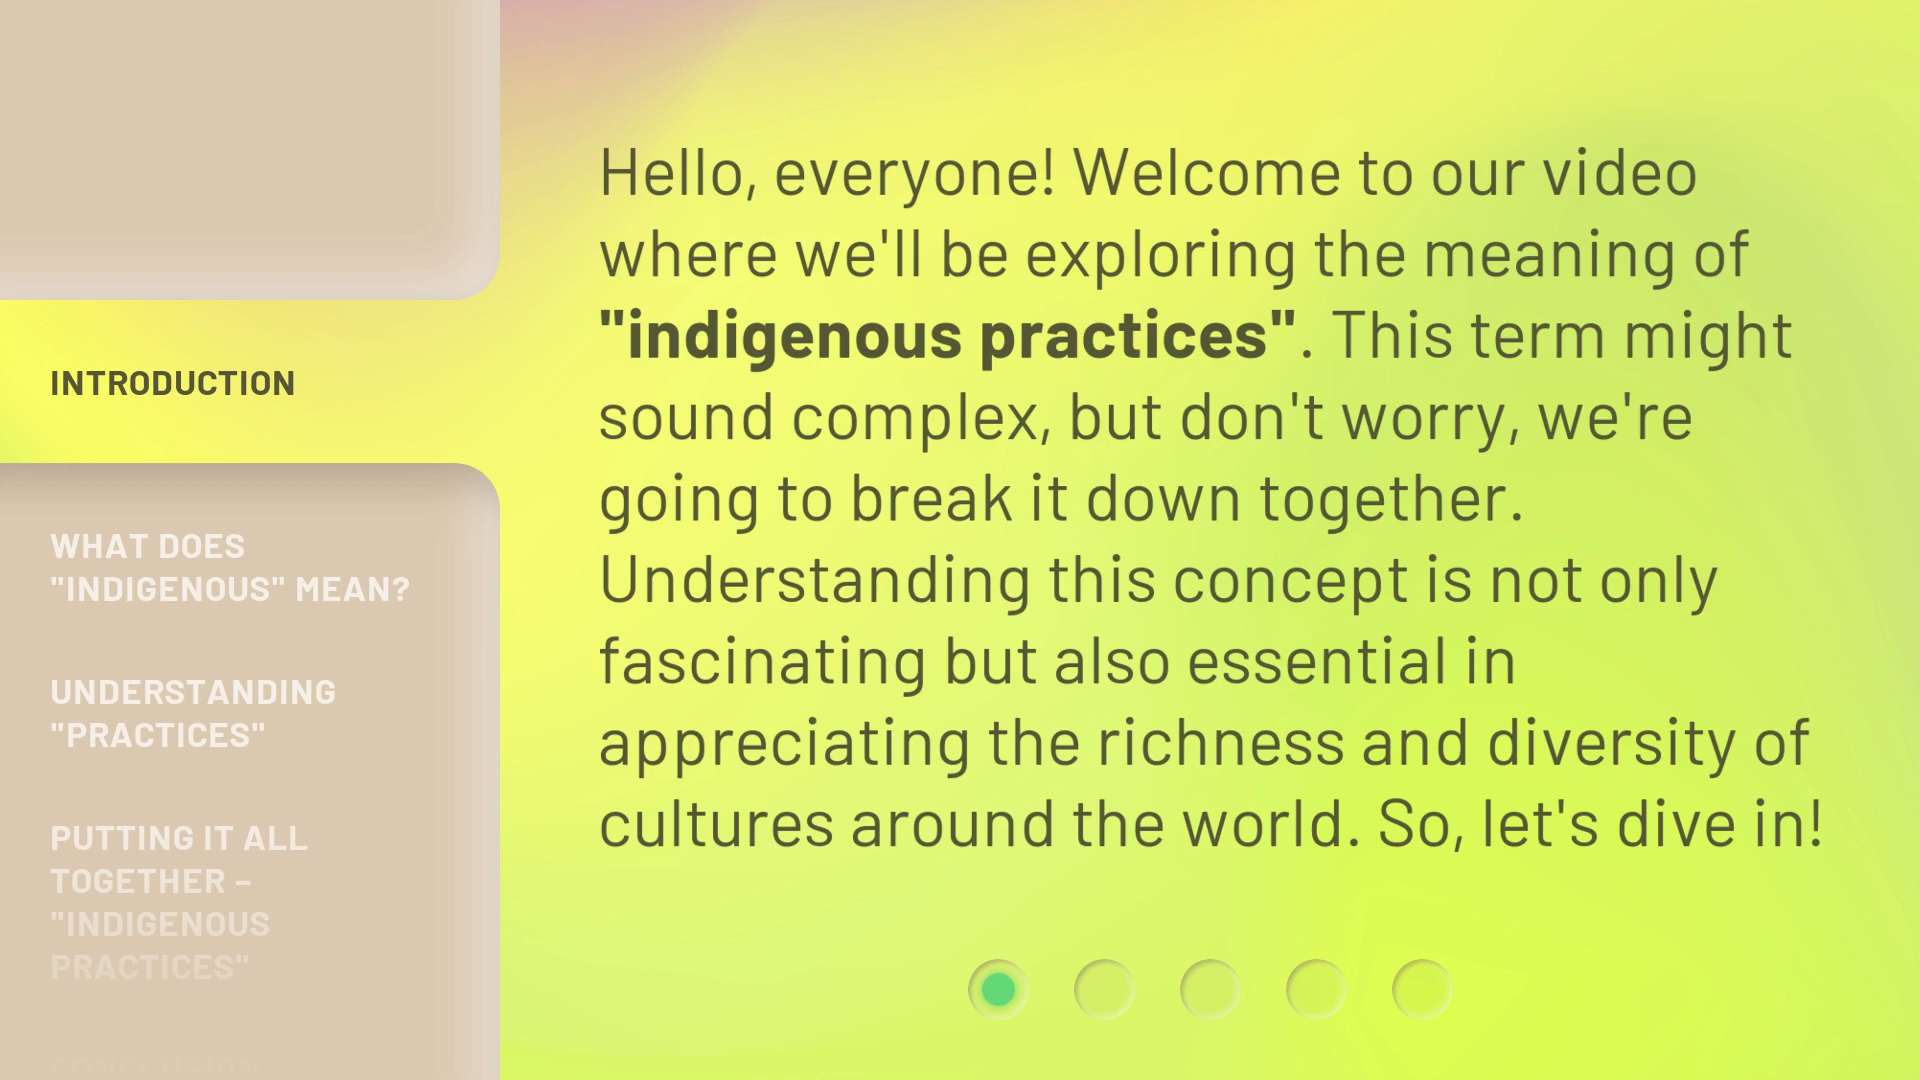 INTRODUCTION
WHAT DOES
"INDIGENOUS" MEAN?
UNDERSTANDING
"PRACTICES"
PUTTING IT ALL
TOGETHER –
"INDIGENOUS
PRACTICES"
CONCLUSION
Hello, everyone! Welcome to our video
where we'll be exploring the meaning of
"indigenous practices". This term might
sound complex, but don't worry, we're
going to break it down together.
Understanding this concept is not only
fascinating but also essential in
appreciating the richness and diversity of
cultures around the world. So, let's dive in!